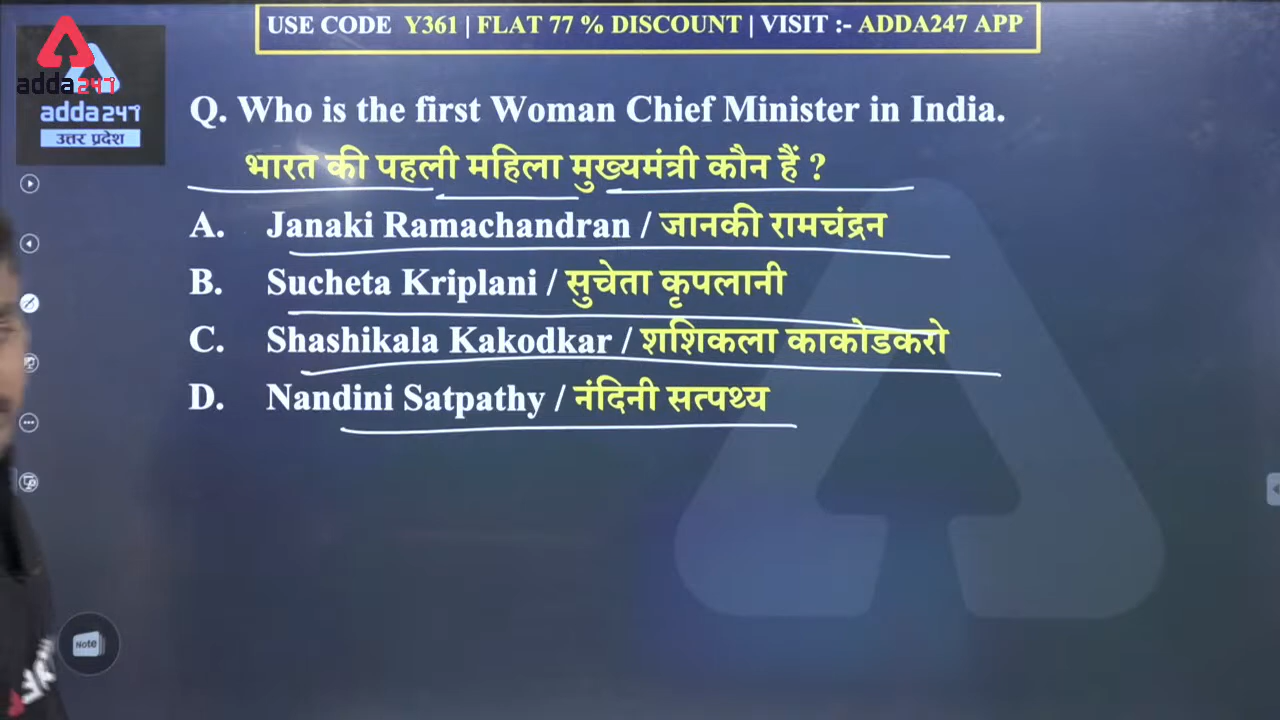 USE CODE Y361 | FLAT 77 % DISCOUNT | VISIT :- ADDA247 APP
adda247
adda247
उत्तर प्रदेश
Q. Who is the first Woman Chief Minister in India.
भारत की पहली महिला मुख्यमंत्री कौन हैं ?
A. Janaki Ramachandran / जानकी रामचंद्रन
B. Sucheta Kriplani / सुचेता कृपलानी
C. Shashikala Kakodkar / शशिकला काकोडकरो
D. Nandini Satpathy / नंदिनी सत्पथ्य
Note